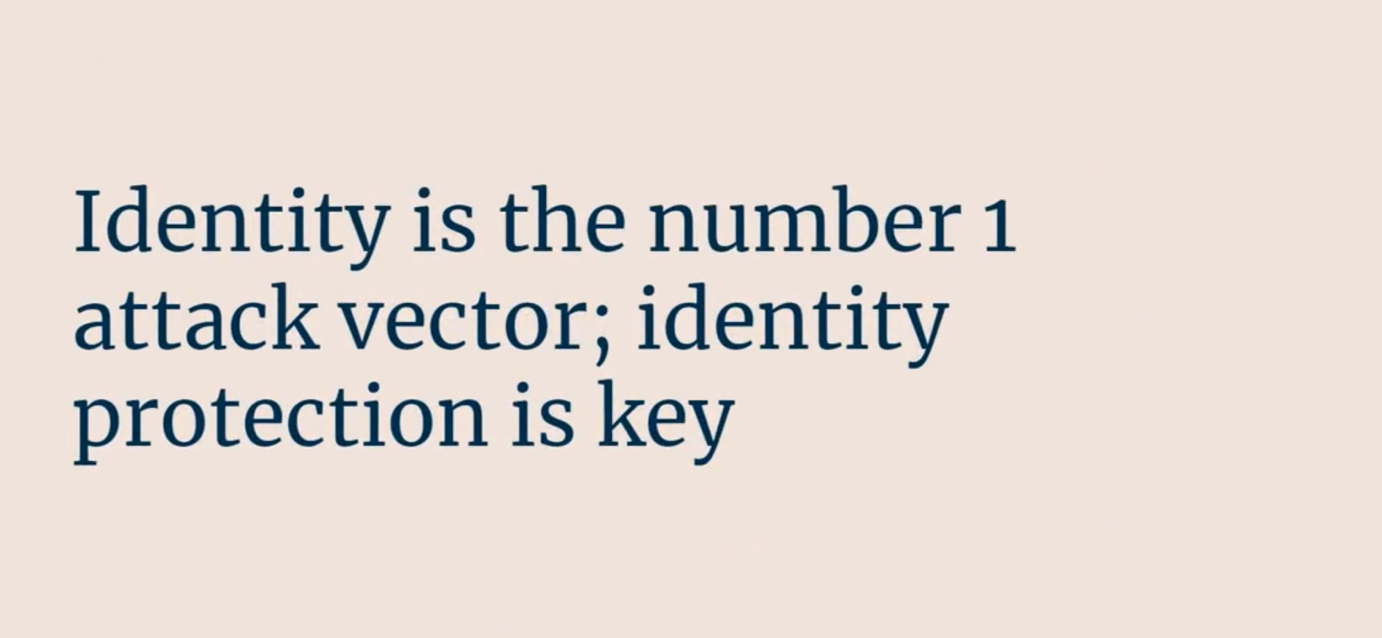 Identity is the number 1
attack vector; identity
protection is key